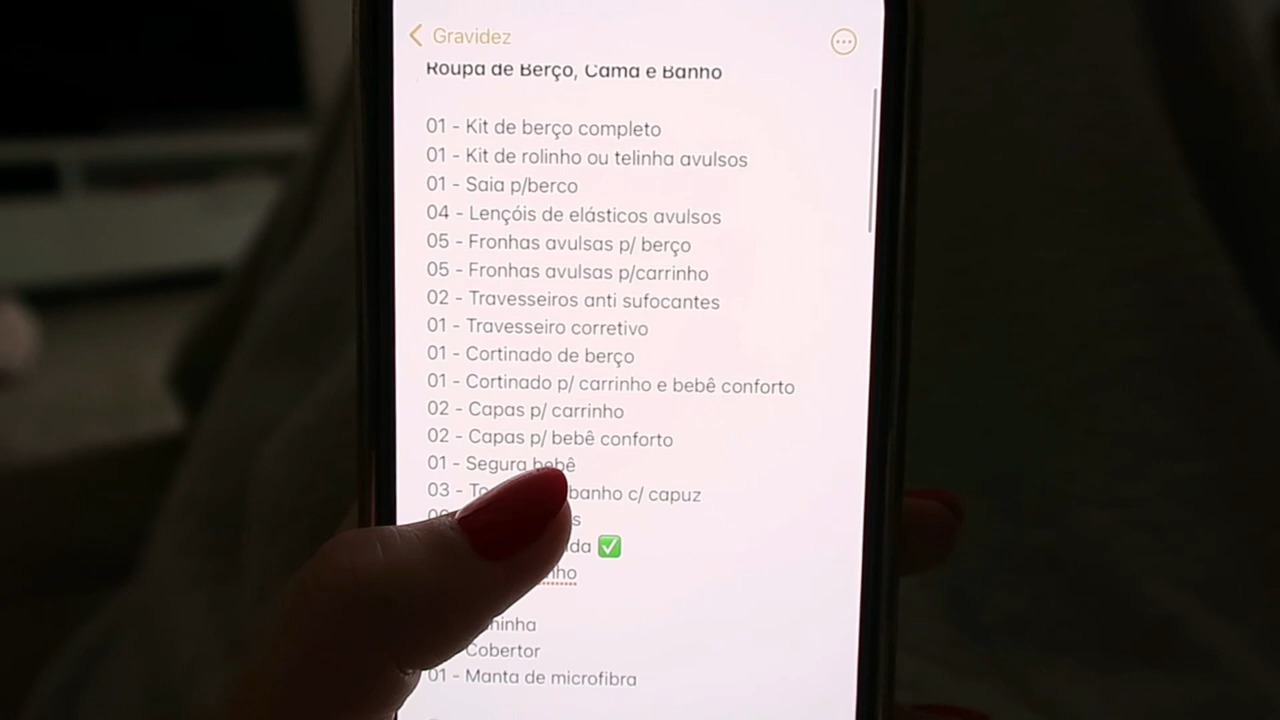 Gravidez
Roupa de Berço, Cama e Banho
01 - Kit de berço completo
01 - Kit de rolinho ou telinha avulsos
01 - Saia p/berco
04 - Lençóis de elásticos avulsos
05 - Fronhas avulsas p/ berço
05 - Fronhas avulsas p/carrinho
02 - Travesseiros anti sufocantes
01 - Travesseiro corretivo
01 - Cortinado de berço
01 - Cortinado p/ carrinho e bebê conforto
02 - Capas p/ carrinho
02 - Capas p/ bebê conforto
01 - Segura bebê
03 - banho c/ capuz
Cobertor
01 - Manta de microfibra